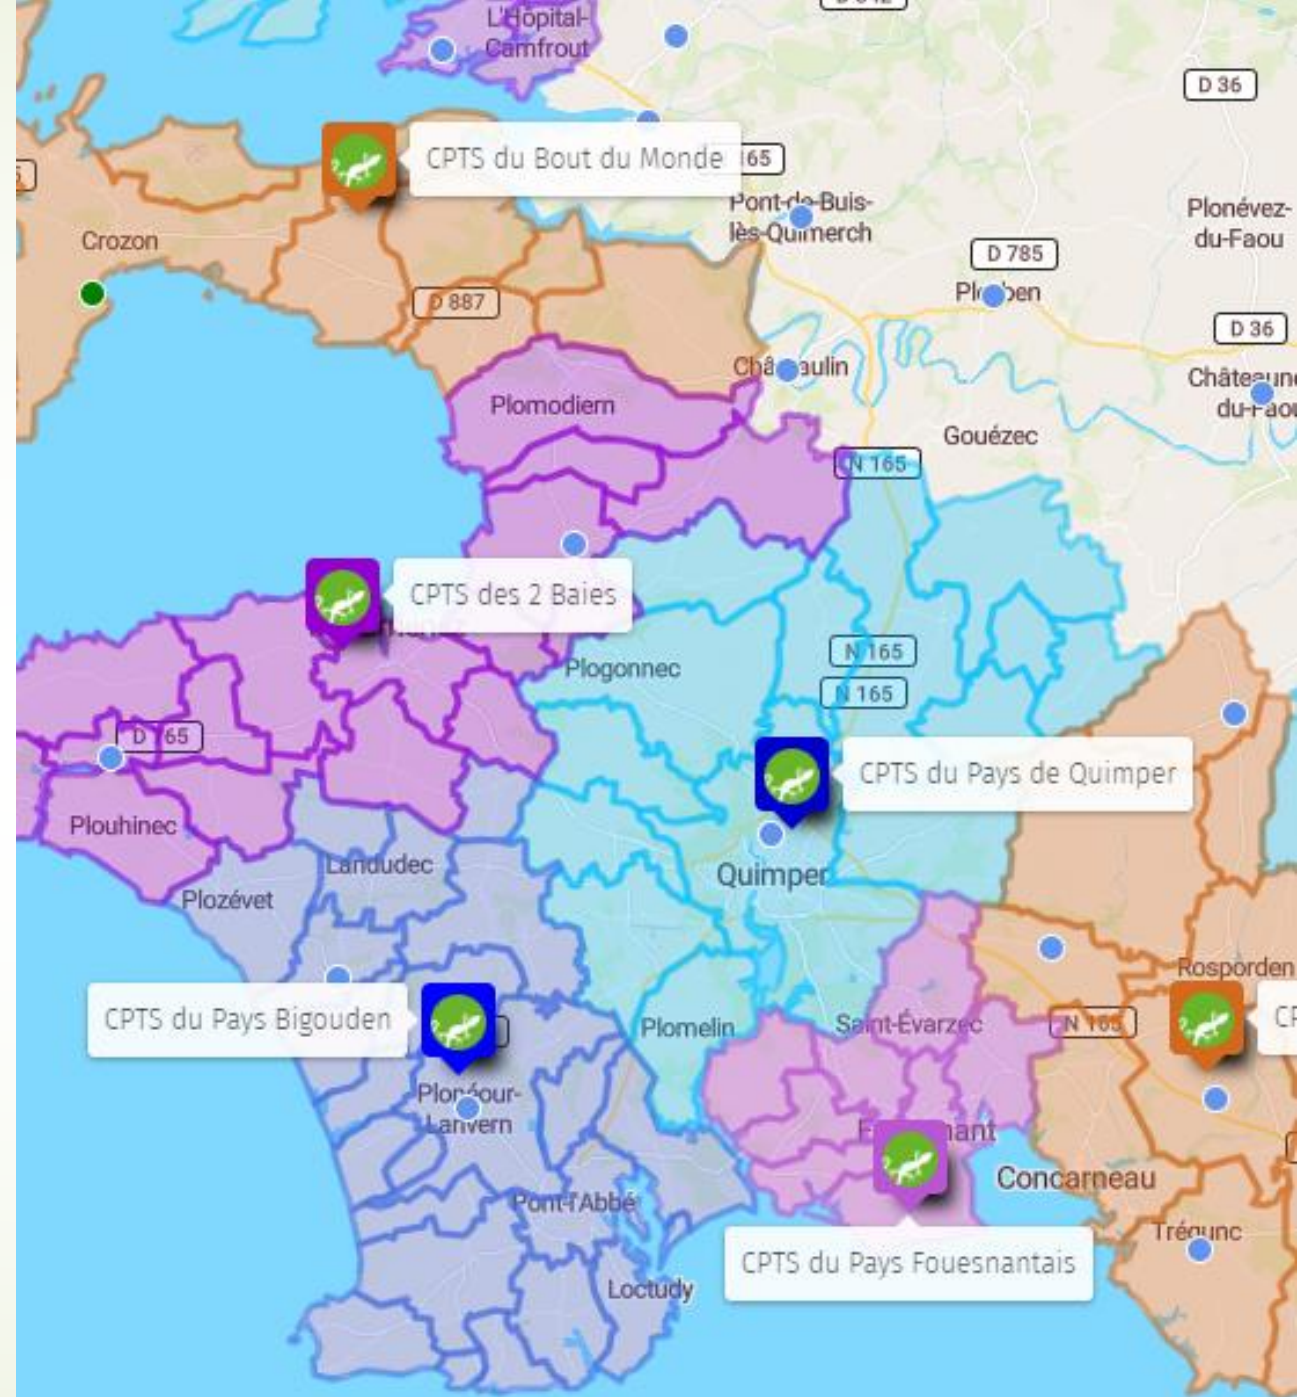 L'Hôpital-
Camfrout
D 36
CPTS du Bout du Monde
165
Pont-de-Buis-
lès-Quimerch
Plonévez-
du-Faou
Crozon
D 785
D 887
D 36
Plomodiern
Gouézec
N 165
CPTS des 2 Baies
N 165
Plogonnec
N 165
CPTS du Pays de Quimper
Plouhinec
Landudec
Quimper
Plozévet
Rosporden
CPTS du Pays Bigouden
Plomelin
Saint-Évarzec
N 165
CP
Plonéour-
Lanvern
Concarneau
Pont-l'Abbé
Trégunc
CPTS du Pays Fouesnantais
Loctudy